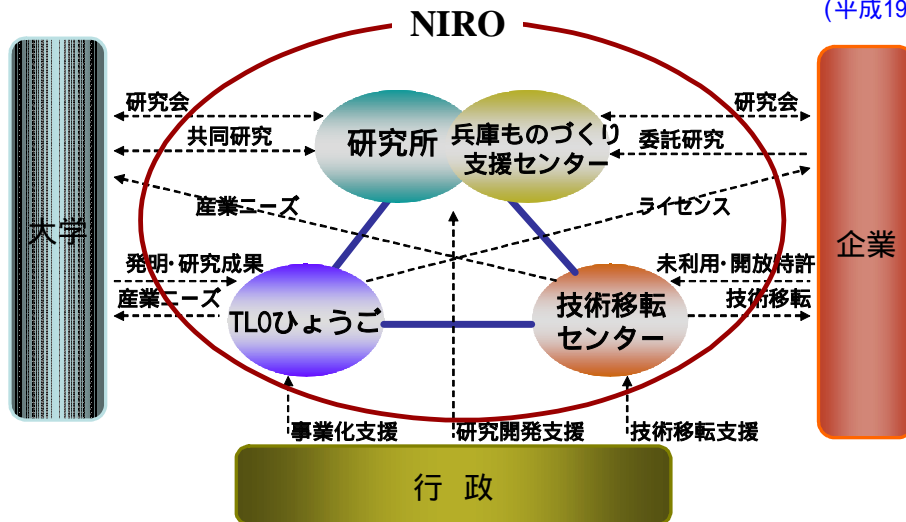 NIRO
(平成19
研究会
研究会
共同研究
研究所
兵庫ものづくり
支援センター
委託研究
産業ニーズ
ライセンス
大学
企業
発明・研究成果
未利用・開放特許
産業ニーズ
TLOひょうご
技術移転
センター
技術移転
事業化支援
研究開発支援
技術移転支援
行 政